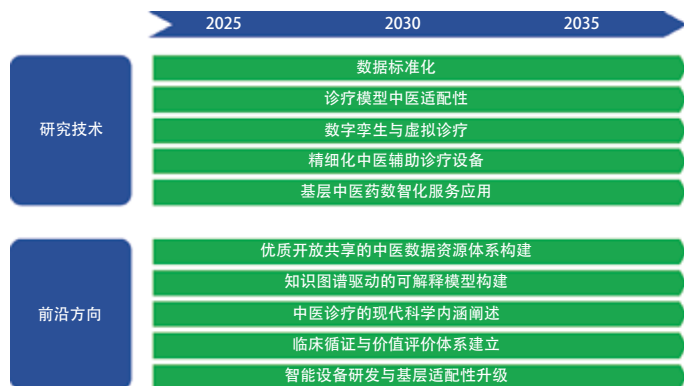 2025 2030 2035
研究技术
数据标准化
诊疗模型中医适配性
数字孪生与虚拟诊疗
精细化中医辅助诊疗设备
基层中医药数智化服务应用
前沿方向
优质开放共享的中医数据资源体系构建
知识图谱驱动的可解释模型构建
中医诊疗的现代科学内涵阐述
临床循证与价值评价体系建立
智能设备研发与基层适配性升级